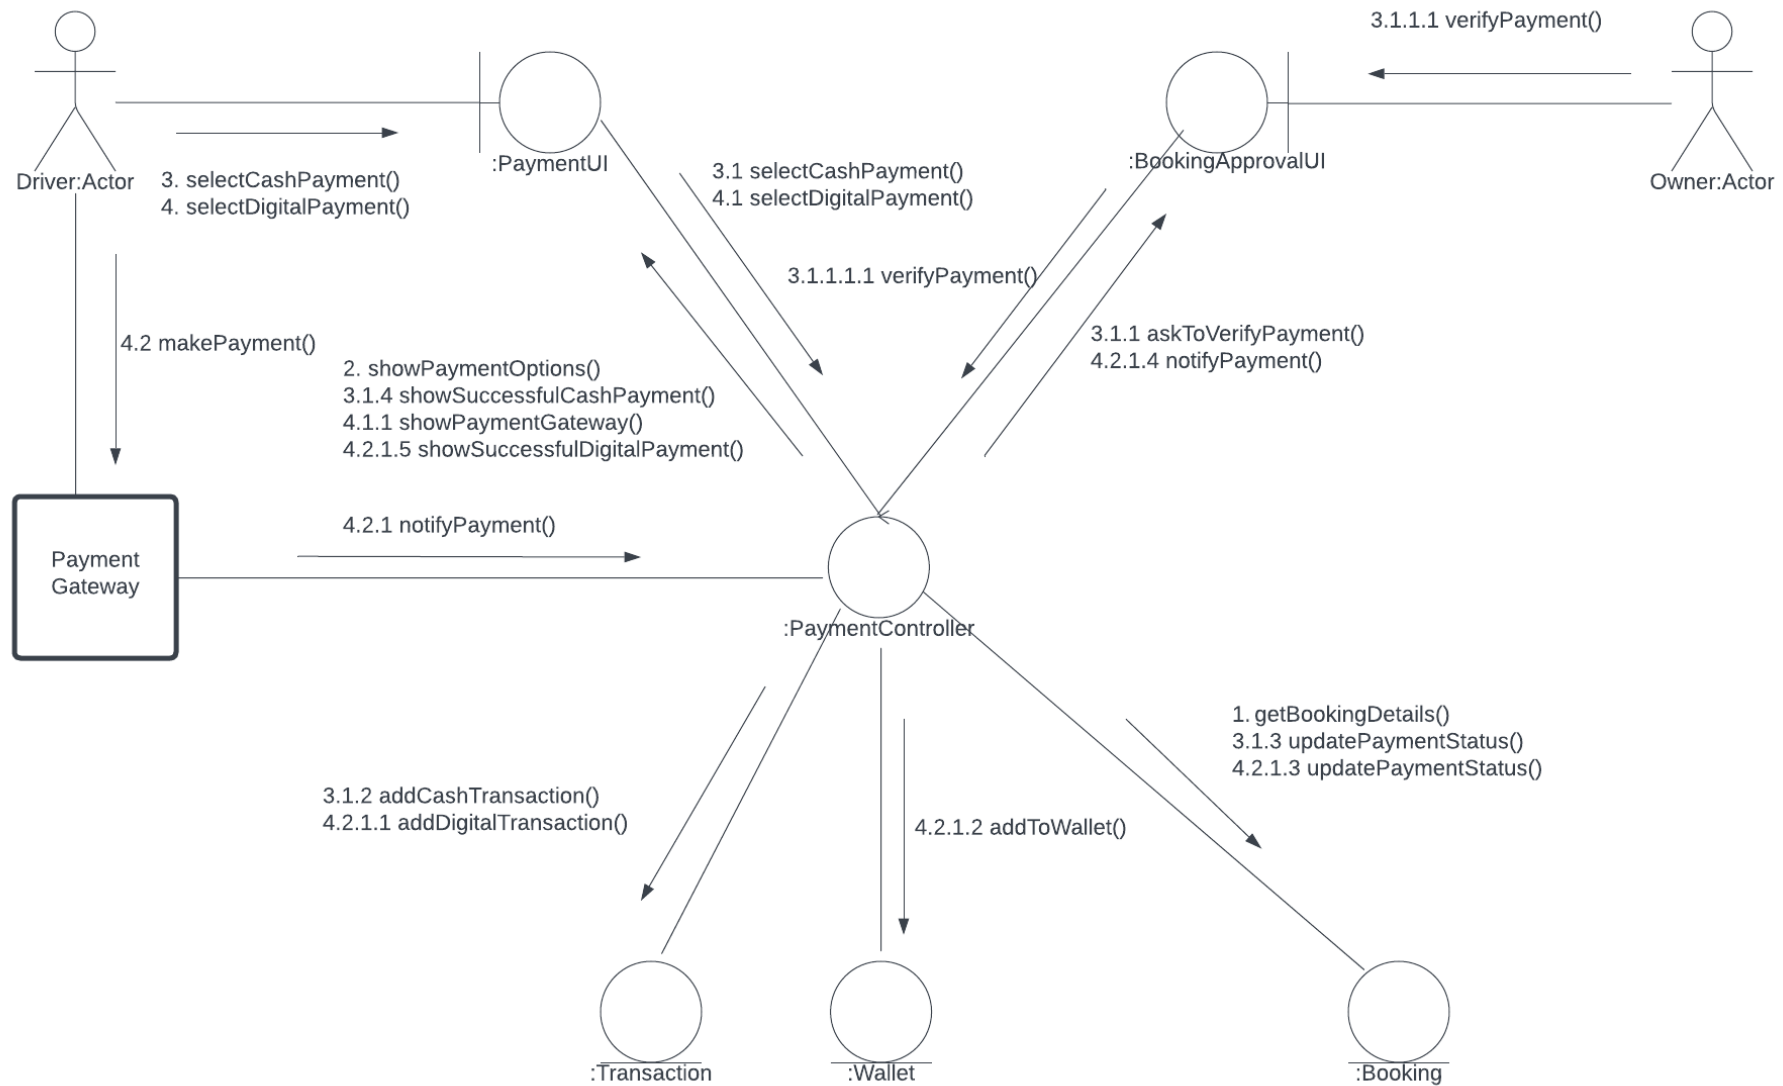 3.1.1.1 verifyPayment()
:PaymentUI
:BookingApprovalUI
Driver:Actor
Owner:Actor
3. selectCashPayment()
4. selectDigitalPayment()
3.1 selectCashPayment()
4.1 selectDigitalPayment()
3.1.1.1.1 verifyPayment()
3.1.1 askToVerifyPayment()
4.2.1.4 notifyPayment()
4.2 makePayment()
2. showPaymentOptions()
3.1.4 showSuccessfulCashPayment()
4.1.1 showPaymentGateway()
4.2.1.5 showSuccessfulDigitalPayment()
4.2.1 notifyPayment()
Payment
Gateway
:PaymentController
1. getBookingDetails()
3.1.3 updatePaymentStatus()
4.2.1.3 updatePaymentStatus()
3.1.2 addCashTransaction()
4.2.1.1 addDigitalTransaction()
4.2.1.2 addToWallet()
:Transaction
:Wallet
:Booking